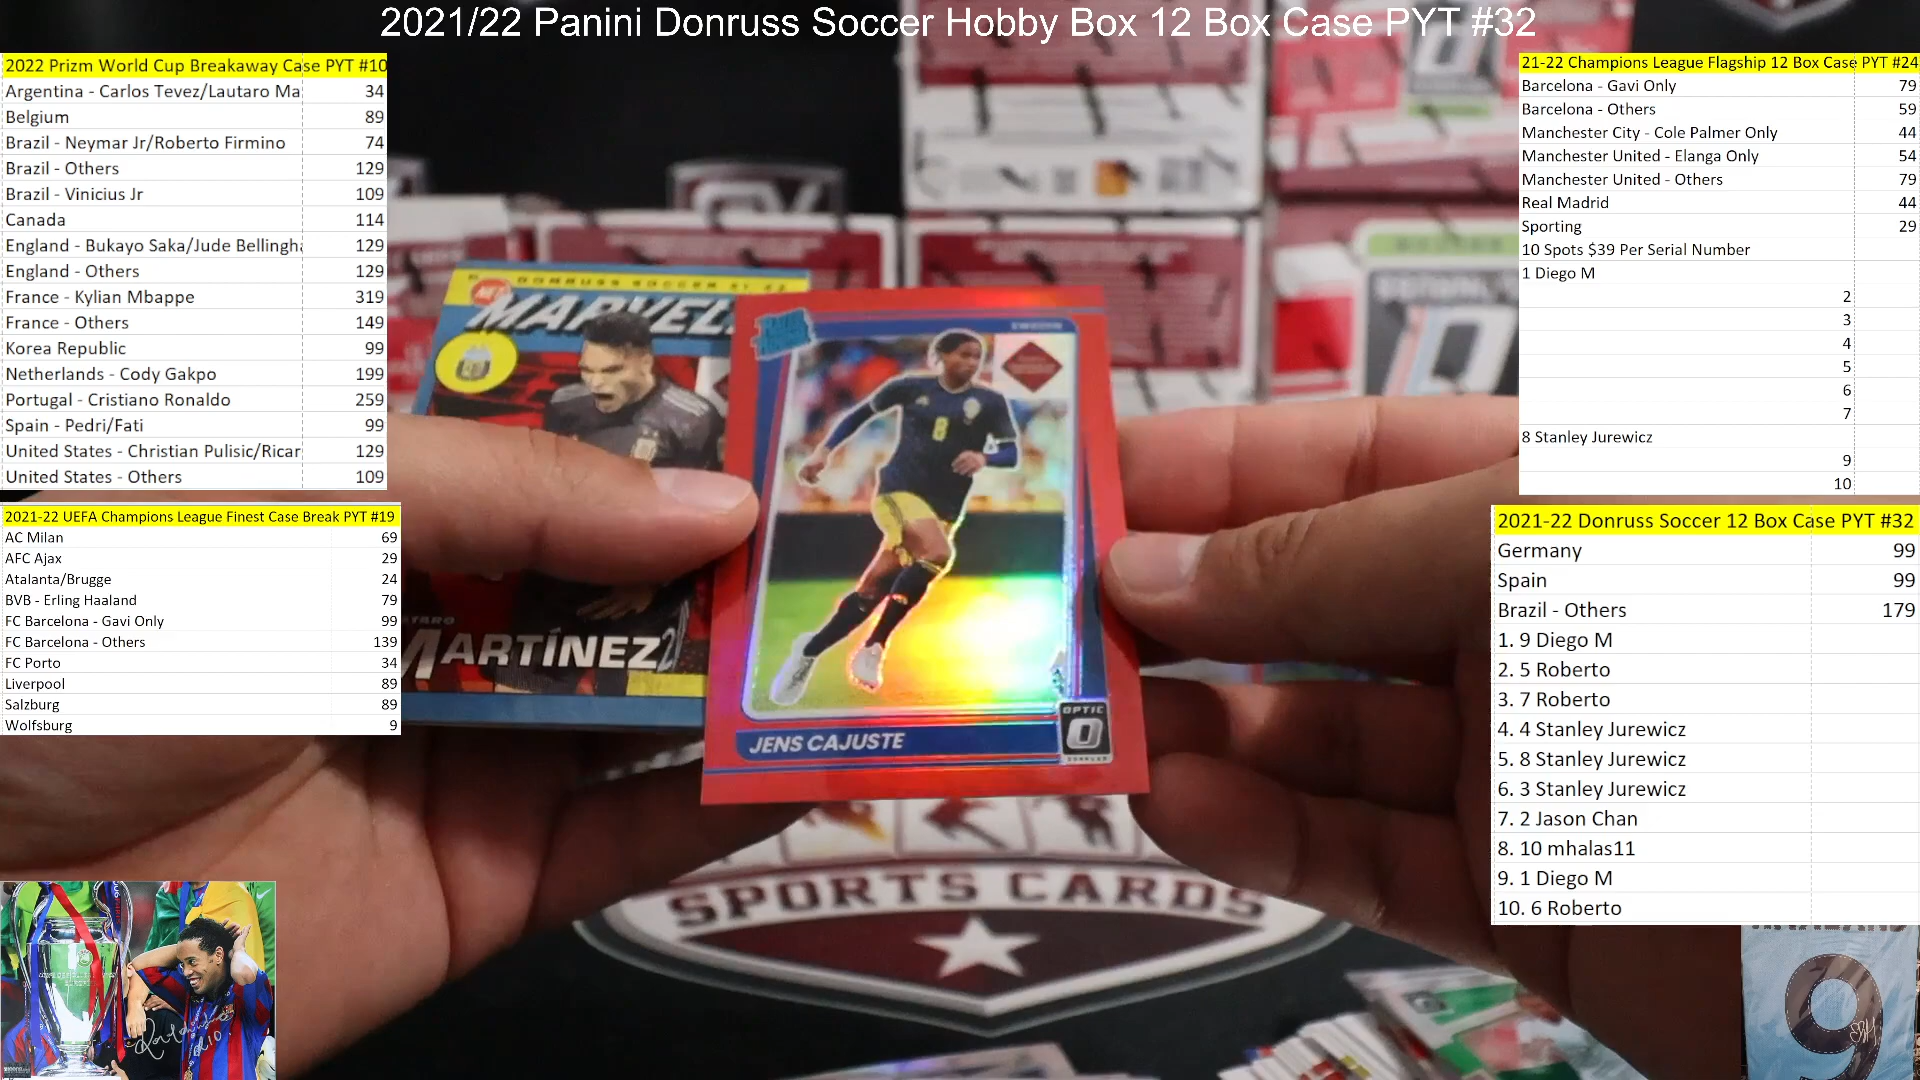 2021/22 Panini Donruss Soccer Hobby Box 12 Box Case PYT #32
2022 Prizm World Cup Breakaway Case PYT #10
Argentina - Carlos Tevez/Lautaro Ma 34
Belgium 89
Brazil - Neymar Jr/Roberto Firmino 74
Brazil - Others 129
Brazil - Vinicius Jr 109
Canada 114
England - Bukayo Saka/Jude Bellingh 129
England - Others 129
France - Kylian Mbappe 319
France - Others 149
Korea Republic 99
Netherlands - Cody Gakpo 199
Portugal - Cristiano Ronaldo 259
Spain - Pedri/Fati 99
United States - Christian Pulisic/Ricar 129
United States - Others 109
2021-22 UEFA Champions League Finest Case Break PYT #19
AC Milan 69
AFC Ajax 29
Atalanta/Brugge 24
BVB - Erling Haaland 79
FC Barcelona - Gavi Only 99
FC Barcelona - Others 139
FC Porto 34
Liverpool 89
Salzburg 89
Wolfsburg 9
DONRUSS SOCCER
MARVEL
MARTÍNEZ
SWEDEN
8
JENS CAJUSTE
OPTIC
SPORTS CARDS
21-22 Champions League Flagship 12 Box Case PYT #24
Barcelona - Gavi Only 79
Barcelona - Others 59
Manchester City - Cole Palmer Only 44
Manchester United - Elanga Only 54
Manchester United - Others 79
Real Madrid 44
Sporting 29
10 Spots $39 Per Serial Number
1 Diego M
2
3
4
5
6
7
8 Stanley Jurewicz
9
10
2021-22 Donruss Soccer 12 Box Case PYT #32
Germany 99
Spain 99
Brazil - Others 179
1. 9 Diego M
2. 5 Roberto
3. 7 Roberto
4. 4 Stanley Jurewicz
5. 8 Stanley Jurewicz
6. 3 Stanley Jurewicz
7. 2 Jason Chan
8. 10 mhalas11
9. 1 Diego M
10. 6 Roberto
9